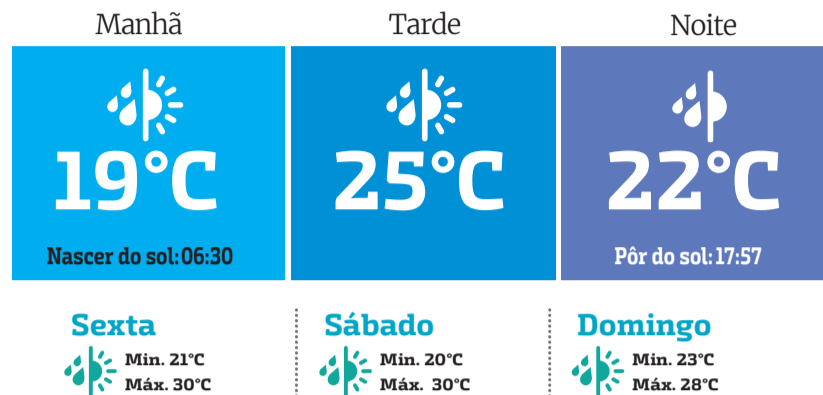 Manhã
Tarde
Noite
19°C
25°C
22°C
Nascer do sol: 06:30
Pôr do sol: 17:57
Sexta
Min. 21°C
Máx. 30°C
Sábado
Min. 20°C
Máx. 30°C
Domingo
Min. 23°C
Máx. 28°C